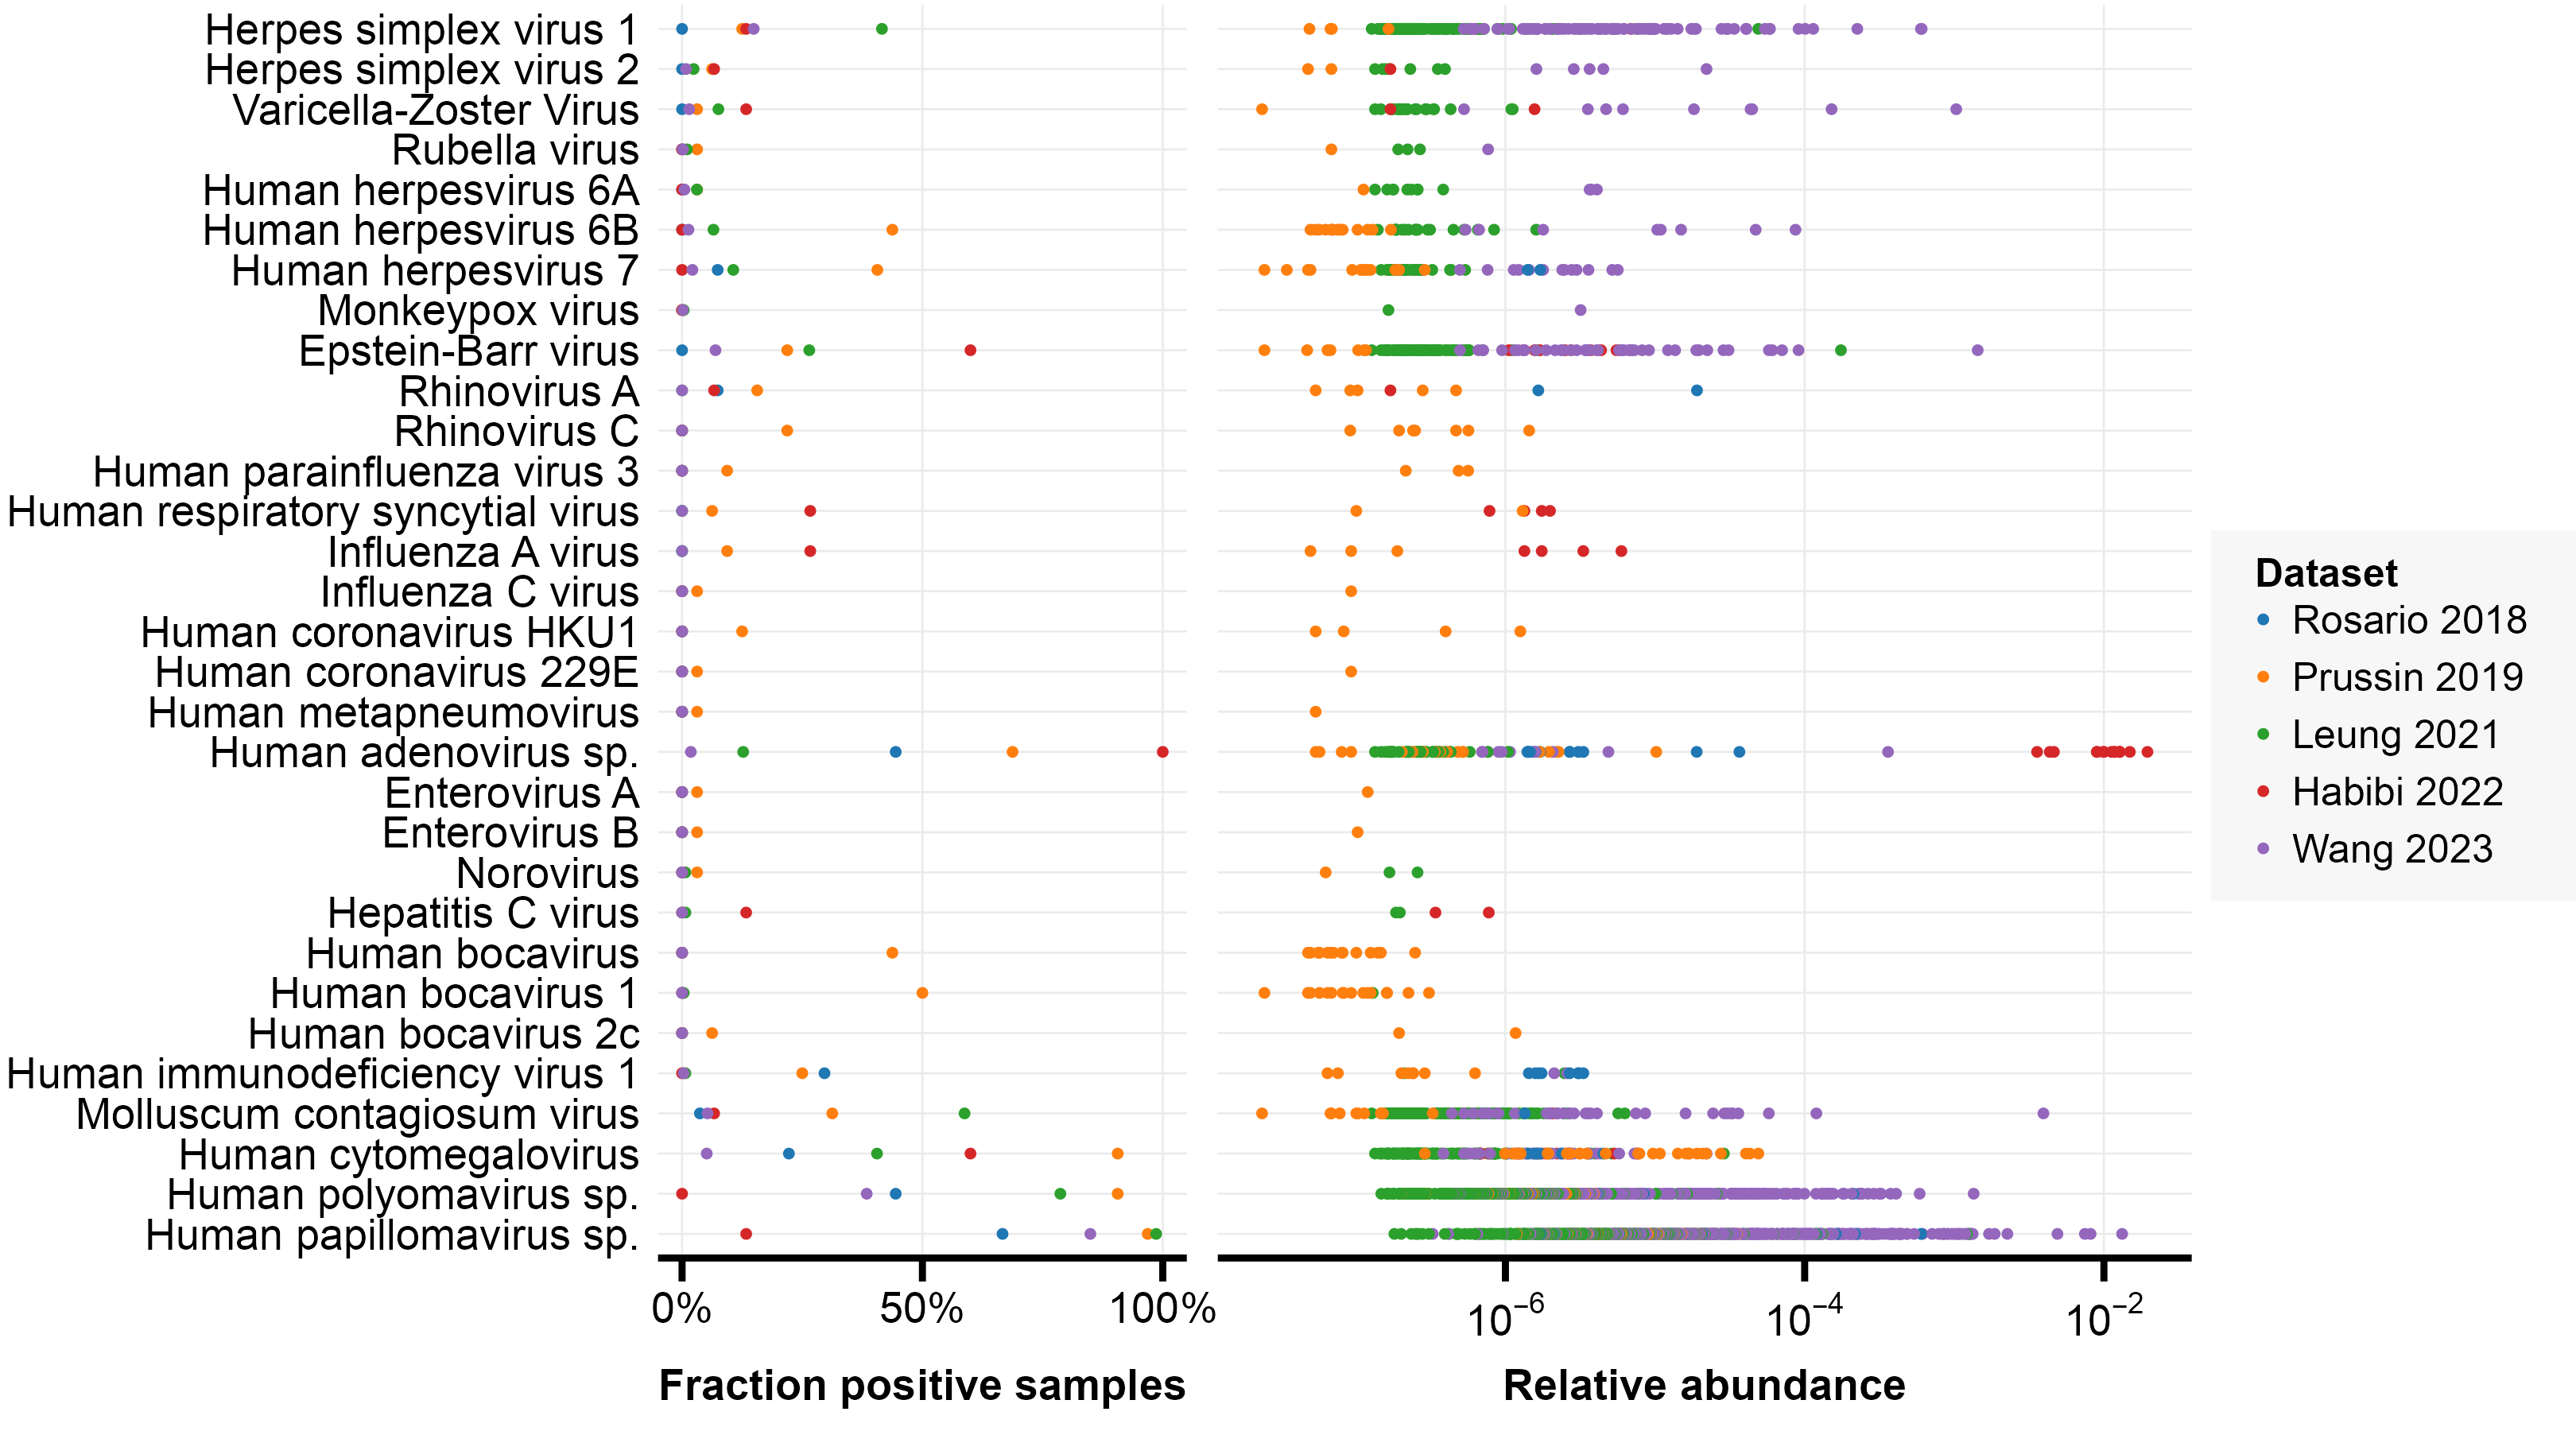 Herpes simplex virus 1
Herpes simplex virus 2
Varicella-Zoster Virus
Rubella virus
Human herpesvirus 6A
Human herpesvirus 6B
Human herpesvirus 7
Monkeypox virus
Epstein-Barr virus
Rhinovirus A
Rhinovirus C
Human parainfluenza virus 3
Human respiratory syncytial virus
Influenza A virus
Influenza C virus
Human coronavirus HKU1
Human coronavirus 229E
Human metapneumovirus
Human adenovirus sp.
Enterovirus A
Enterovirus B
Norovirus
Hepatitis C virus
Human bocavirus
Human bocavirus 1
Human bocavirus 2c
Human immunodeficiency virus 1
Molluscum contagiosum virus
Human cytomegalovirus
Human polyomavirus sp.
Human papillomavirus sp.
0% 50% 100%
Fraction positive samples
10⁻⁶ 10⁻⁴ 10⁻²
Relative abundance
Dataset
Rosario 2018
Prussin 2019
Leung 2021
Habibi 2022
Wang 2023